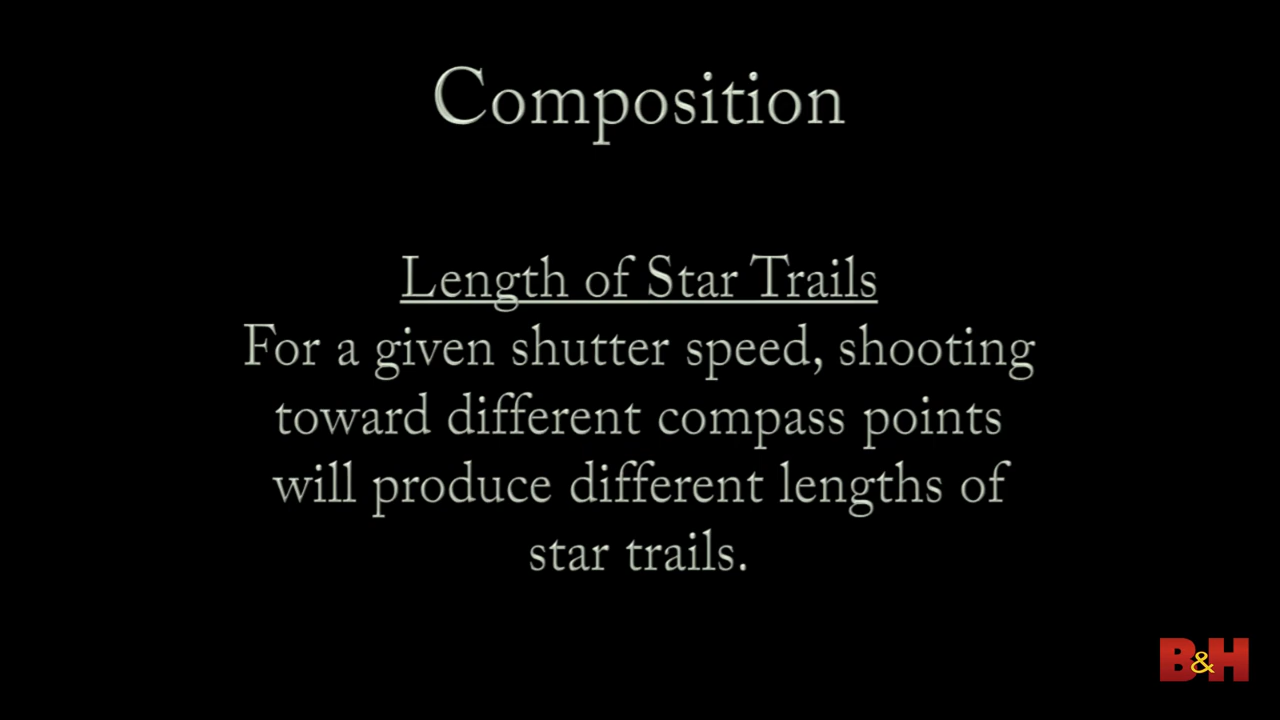 Composition
Length of Star Trails
For a given shutter speed, shooting
toward different compass points
will produce different lengths of
star trails.
B&H